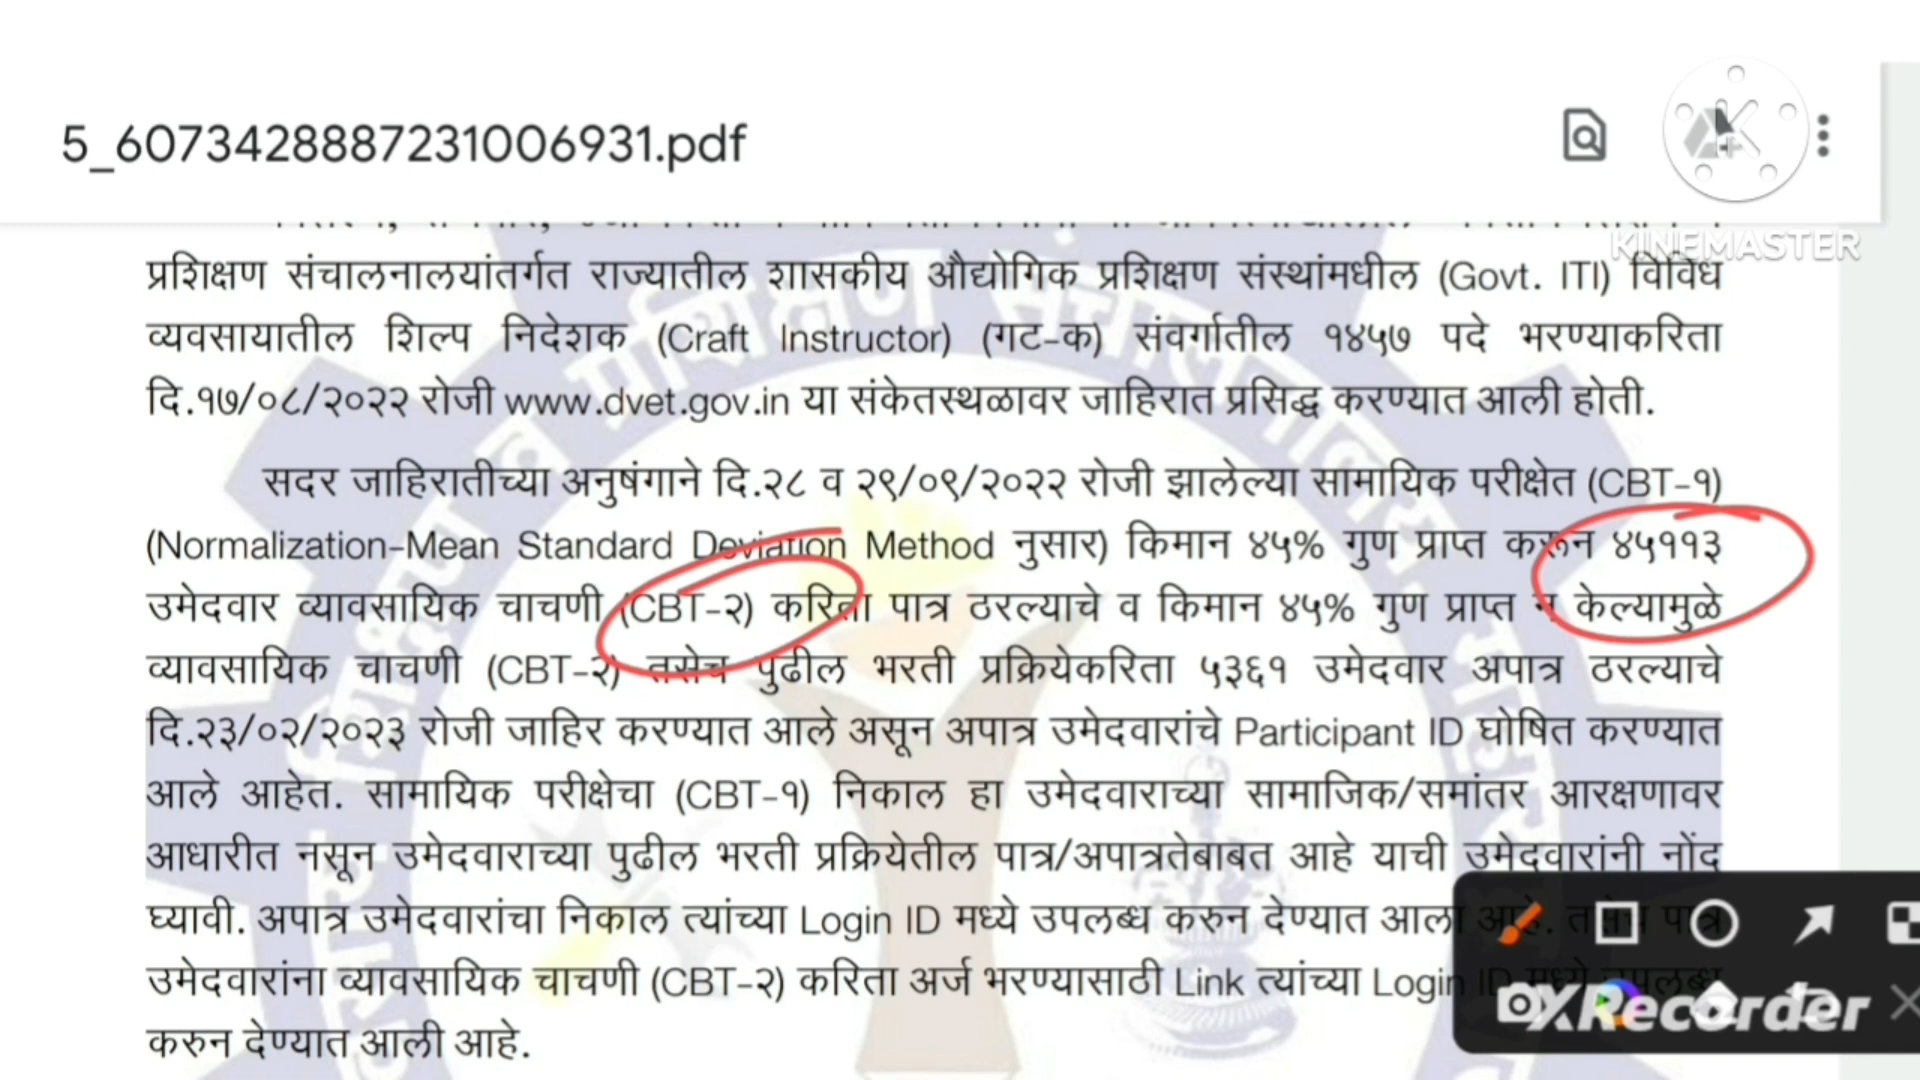 5_6073428887231006931.pdf
KINEMASTER
प्रशिक्षण संचालनालयांतर्गत राज्यातील शासकीय औद्योगिक प्रशिक्षण संस्थांमधील (Govt. ITI) विविध
व्यवसायातील शिल्प निदेशक (Craft Instructor) (गट-क) संवर्गातील १४५७ पदे भरण्याकरिता
दि.१७/०८/२०२२ रोजी www.dvet.gov.in या संकेतस्थळावर जाहिरात प्रसिद्ध करण्यात आली होती.
सदर जाहिरातीच्या अनुषंगाने दि.२८ व २९/०९/२०२२ रोजी झालेल्या सामायिक परीक्षेत (CBT-१)
(Normalization-Mean Standard Deviation Method नुसार) किमान ४५% गुण प्राप्त करून ४५११३
उमेदवार व्यावसायिक चाचणी (CBT-२) करिता पात्र ठरल्याचे व किमान ४५% गुण प्राप्त न केल्यामुळे
व्यावसायिक चाचणी (CBT-२) तसेच पुढील भरती प्रक्रियेकरिता ५३६१ उमेदवार अपात्र ठरल्याचे
दि.२३/०२/२०२३ रोजी जाहिर करण्यात आले असून अपात्र उमेदवारांचे Participant ID घोषित करण्यात
आले आहेत. सामायिक परीक्षेचा (CBT-१) निकाल हा उमेदवाराच्या सामाजिक/समांतर आरक्षणावर
आधारीत नसून उमेदवाराच्या पुढील भरती प्रक्रियेतील पात्र/अपात्रतेबाबत आहे याची उमेदवारांनी नोंद
घ्यावी. अपात्र उमेदवारांचा निकाल त्यांच्या Login ID मध्ये उपलब्ध करुन देण्यात आला आहे. तसेच पात्र
उमेदवारांना व्यावसायिक चाचणी (CBT-२) करिता अर्ज भरण्यासाठी Link त्यांच्या Login ID मध्ये उपलब्ध
करुन देण्यात आली आहे.
XRecorder